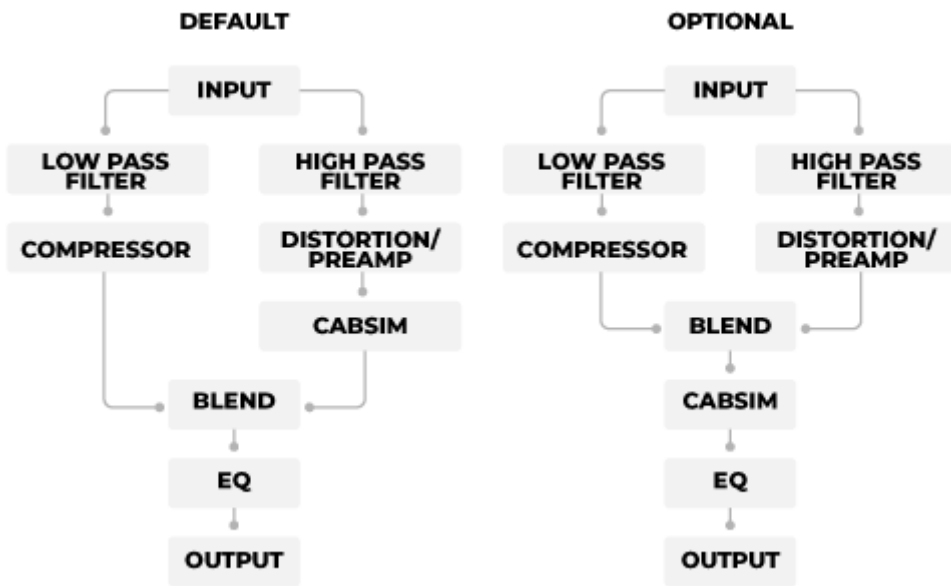 DEFAULT
INPUT
LOW PASS
FILTER
HIGH PASS
FILTER
COMPRESSOR
DISTORTION/
PREAMP
CABSIM
BLEND
EQ
OUTPUT
OPTIONAL
INPUT
LOW PASS
FILTER
HIGH PASS
FILTER
COMPRESSOR
DISTORTION/
PREAMP
BLEND
CABSIM
EQ
OUTPUT